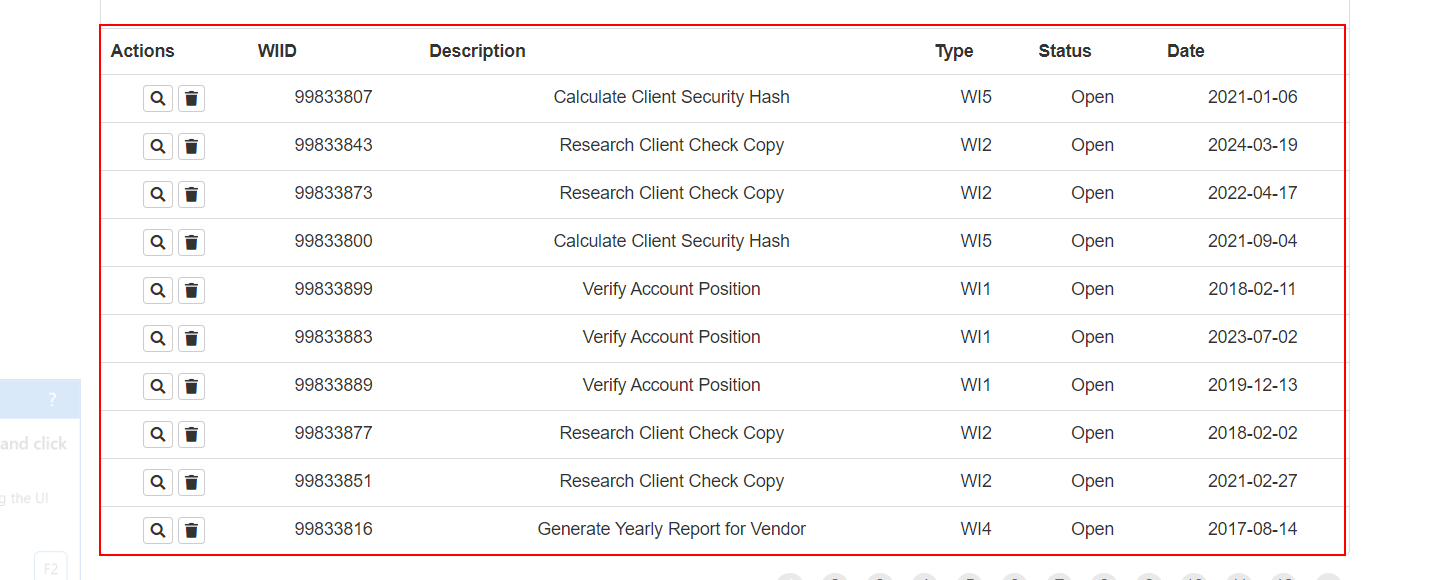 Actions WIID Description Type Status Date
99833807 Calculate Client Security Hash WI5 Open 2021-01-06
99833843 Research Client Check Copy WI2 Open 2024-03-19
99833873 Research Client Check Copy WI2 Open 2022-04-17
99833800 Calculate Client Security Hash WI5 Open 2021-09-04
99833899 Verify Account Position WI1 Open 2018-02-11
99833883 Verify Account Position WI1 Open 2023-07-02
99833889 Verify Account Position WI1 Open 2019-12-13
99833877 Research Client Check Copy WI2 Open 2018-02-02
99833851 Research Client Check Copy WI2 Open 2021-02-27
99833816 Generate Yearly Report for Vendor WI4 Open 2017-08-14
?
and click
g the UI
F2